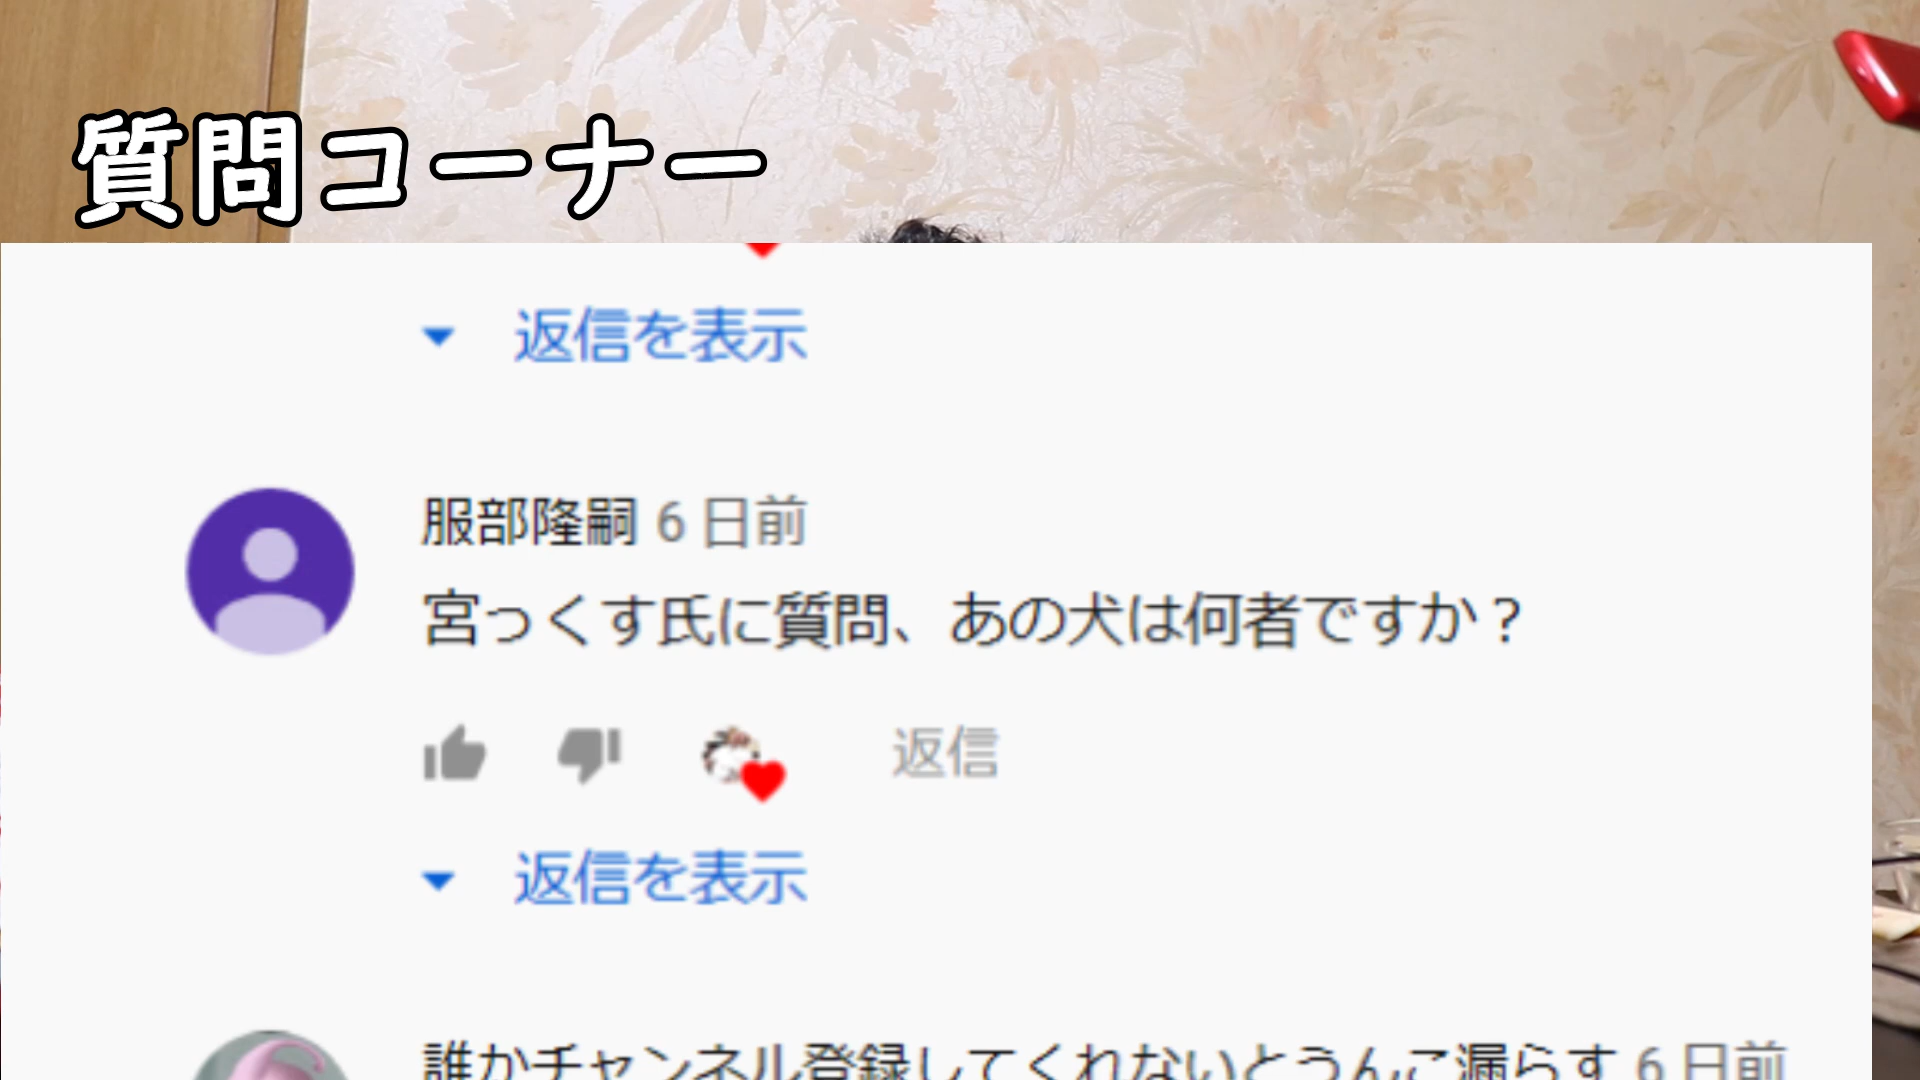 質問コーナー
返信を表示
服部隆嗣 6 日前
宮っくす氏に質問、あの犬は何者ですか？
返信
返信を表示
誰かチャンネル登録してくれないとうんこ漏らす 6 日前